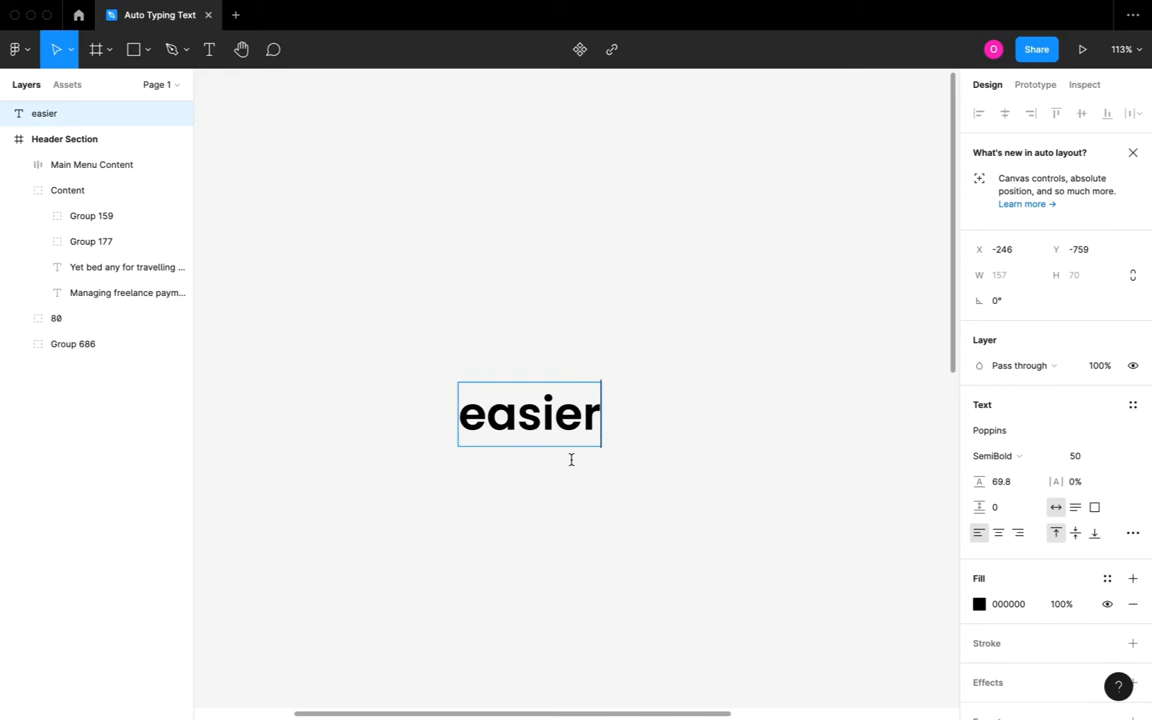 Auto Typing Text
Share
113%
Layers
Assets
Page 1
easier
Header Section
Main Menu Content
Content
Group 159
Group 177
Yet bed any for travelling ...
Managing freelance paym...
80
Group 686
easier
Design
Prototype
Inspect
What's new in auto layout?
Canvas controls, absolute
position, and so much more.
Learn more →
X -246 Y -759
W 157 H 70
0°
Layer
Pass through 100%
Text
Poppins
SemiBold 50
A 69.8 |A| 0%
0
Fill
000000 100%
Stroke
Effects
?